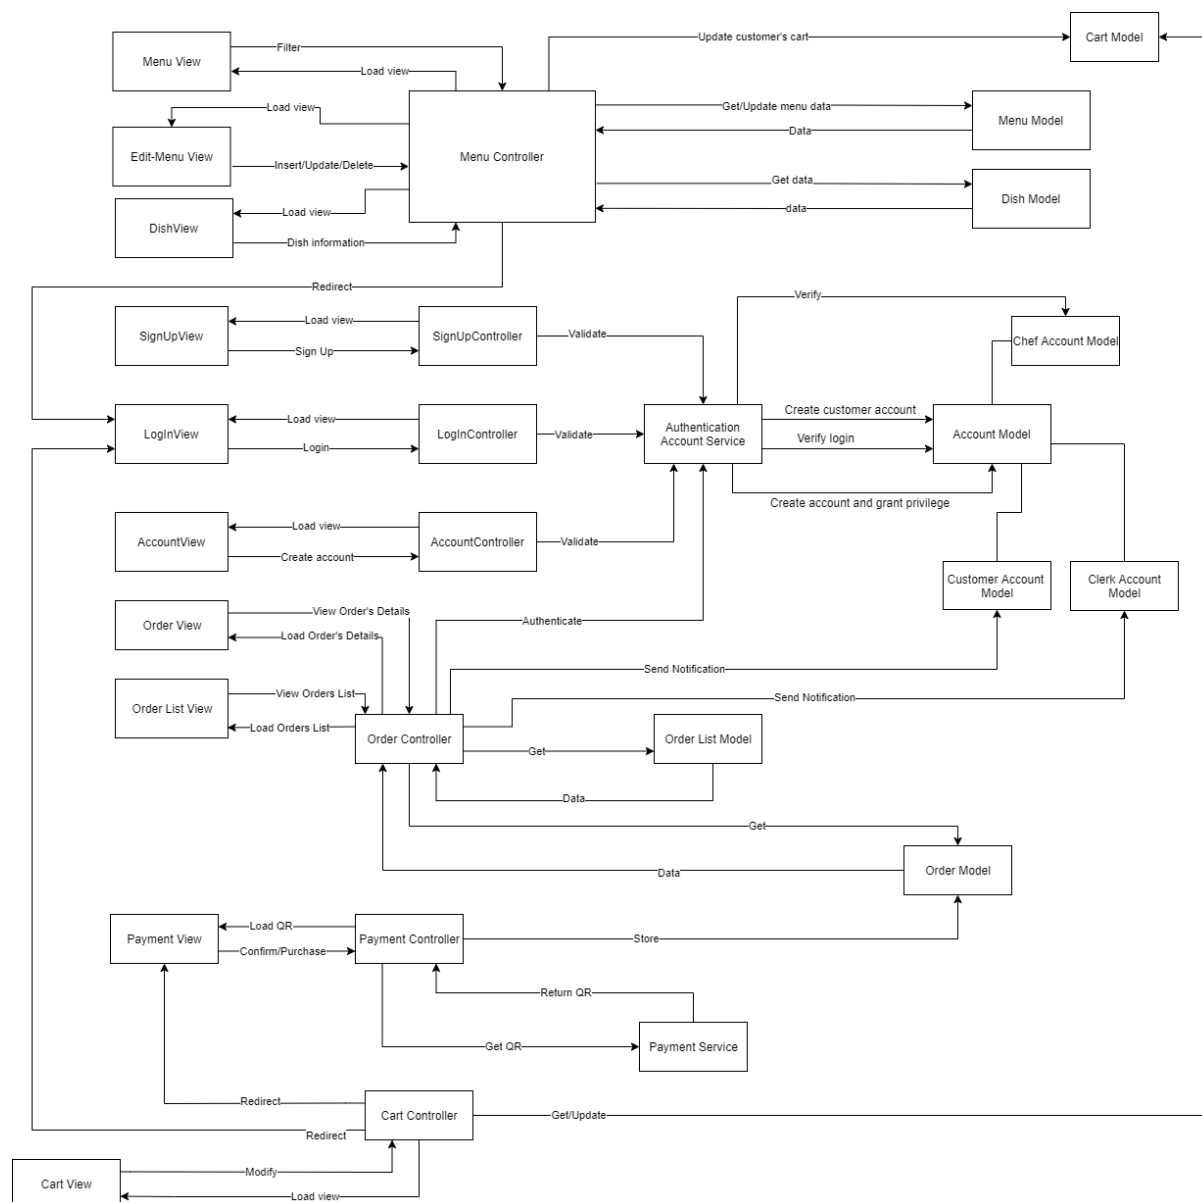 Menu View
Filter
Load view
Update customer's cart
Cart Model
Load view
Edit-Menu View
Insert/Update/Delete
Menu Controller
Get/Update menu data
Data
Menu Model
Load view
DishView
Dish information
Get data
data
Dish Model
Redirect
SignUpView
Load view
Sign Up
SignUpController
Validate
Verify
Chef Account Model
LogInView
Load view
Login
LogInController
Validate
Authentication
Account Service
Create customer account
Verify login
Account Model
Create account and grant privilege
AccountView
Load view
Create account
AccountController
Validate
Customer Account
Model
Clerk Account
Model
Order View
View Order's Details
Load Order's Details
Authenticate
Send Notification
Send Notification
Order List View
View Orders List
Load Orders List
Order Controller
Get
Order List Model
Data
Get
Data
Order Model
Payment View
Load QR
Confirm/Purchase
Payment Controller
Store
Return QR
Get QR
Payment Service
Redirect
Redirect
Cart Controller
Get/Update
Cart View
Modify
Load view